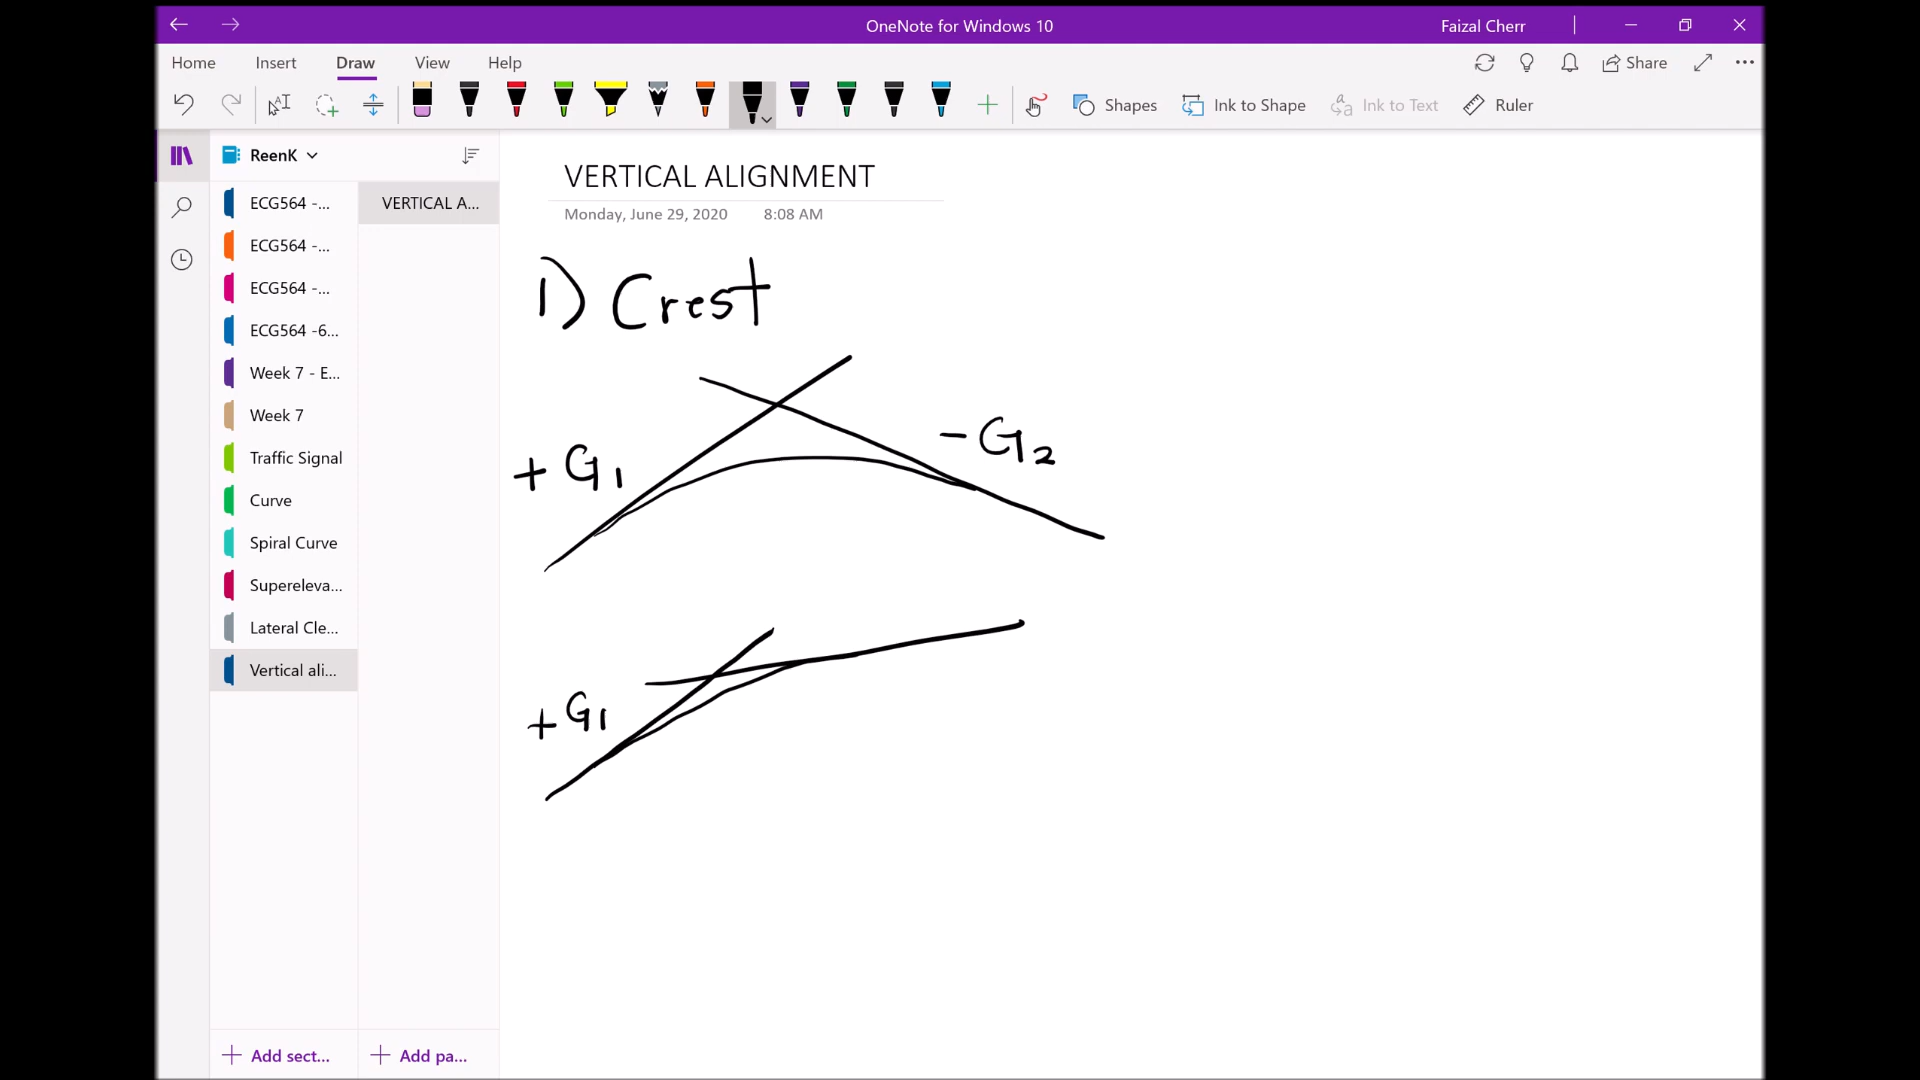 OneNote for Windows 10
Faizal Cherr
Home Insert Draw View Help
Share
Shapes Ink to Shape Ink to Text Ruler
ReenK
ECG564 -...
ECG564 -...
ECG564 -...
ECG564 -6...
Week 7 - E...
Week 7
Traffic Signal
Curve
Spiral Curve
Supereleva...
Lateral Cle...
Vertical ali...
Add sect...
VERTICAL A...
Add pa...
VERTICAL ALIGNMENT
Monday, June 29, 2020 8:08 AM
1) Crest
+ G1
- G2
+ G1